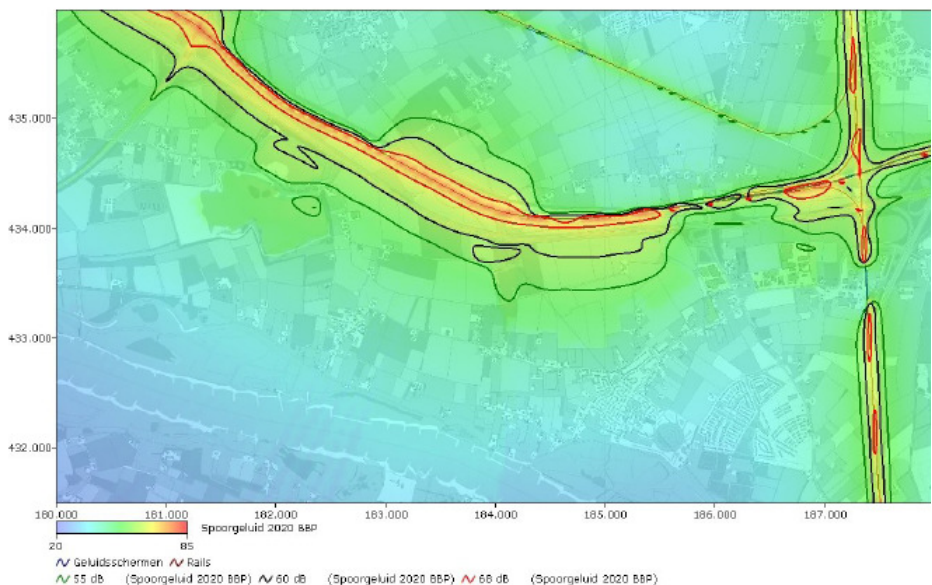 435.000
434.000
433.000
432.000
180.000 181.000 182.000 183.000 184.000 185.000 186.000 187.000
Spoorgeluid 2020 BBP
20 85
Geluidsschermen Rails
55 dB (Spoorgeluid 2020 BBP) 60 dB (Spoorgeluid 2020 BBP) 68 dB (Spoorgeluid 2020 BBP)